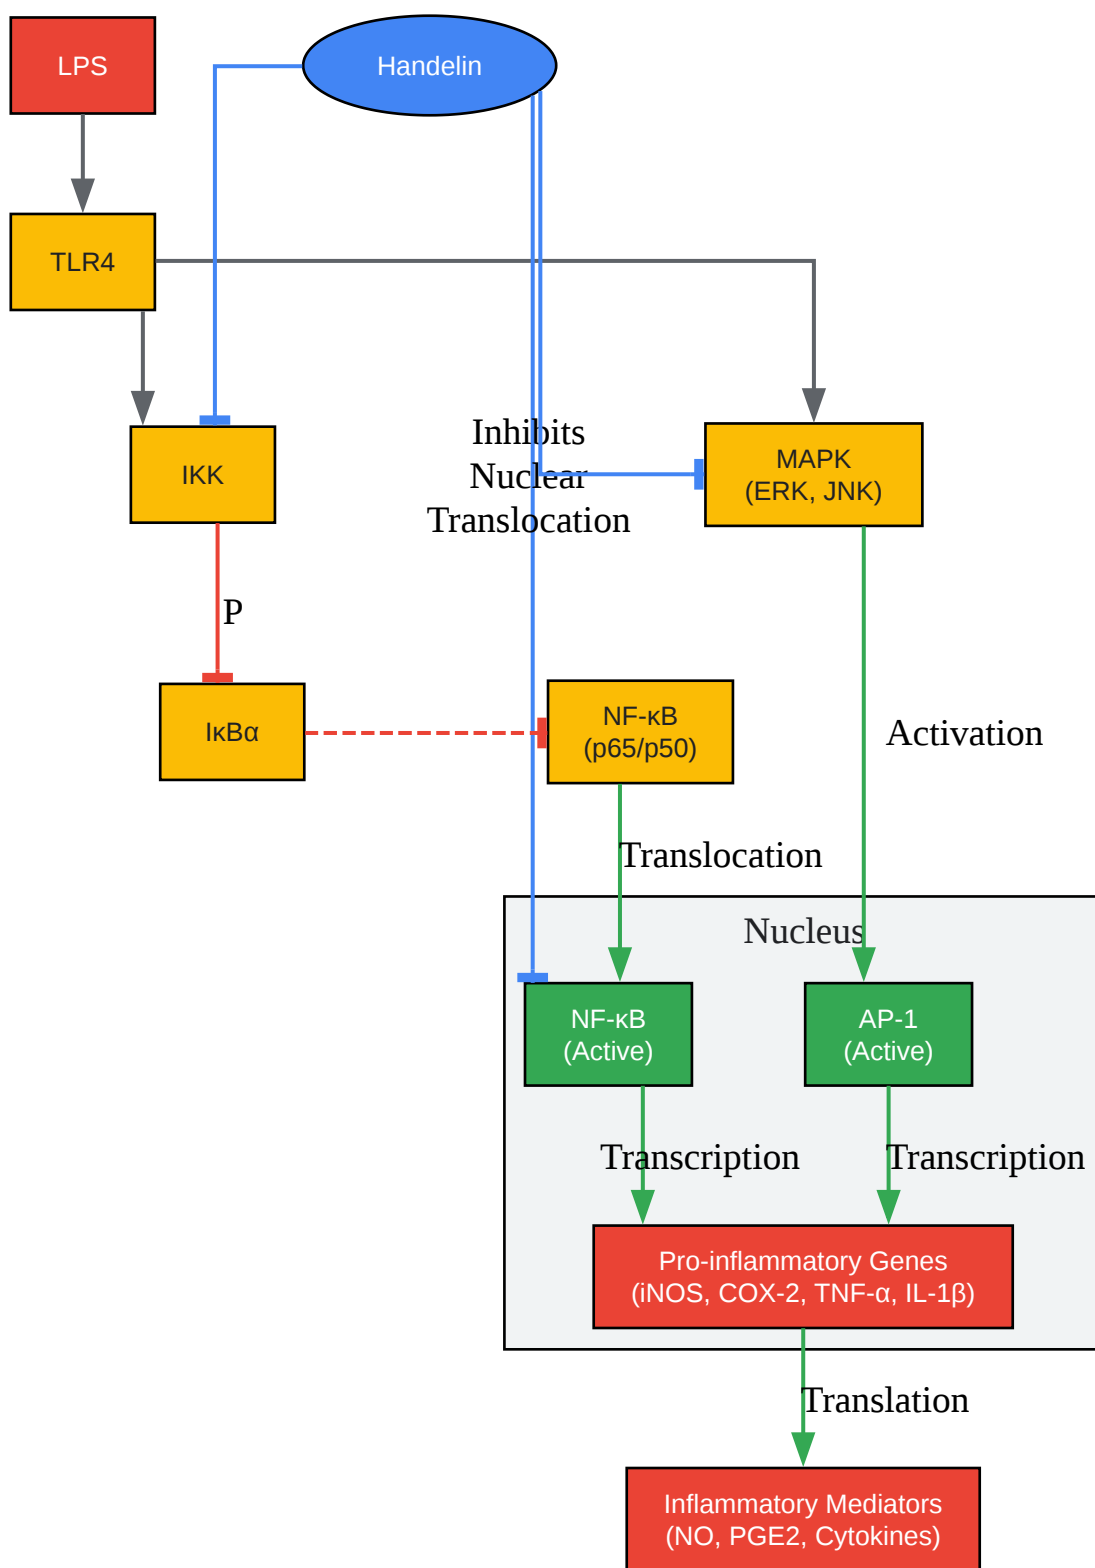 LPS
Handelin
TLR4
Inhibits
Nuclear
Translocation
MAPK
(ERK, JNK)
IKK
P
IκBα
NF-κB
(p65/p50)
Activation
Translocation
Nucleus
NF-κB
(Active)
AP-1
(Active)
Transcription
Transcription
Pro-inflammatory Genes
(iNOS, COX-2, TNF-α, IL-1β)
Translation
Inflammatory Mediators
(NO, PGE2, Cytokines)